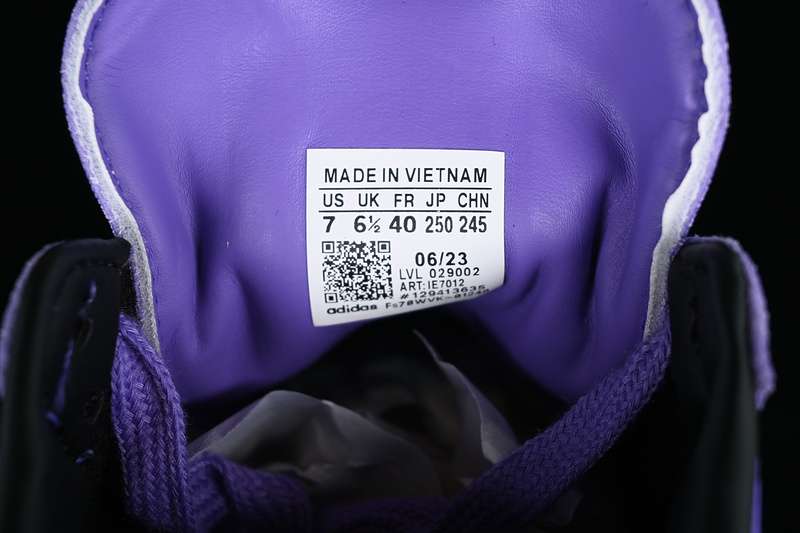 MADE IN VIETNAM
US UK FR JP CHN
7 6½ 40 250 245
06/23
LVL 029002
ART: IE7012
#129413635
adidas